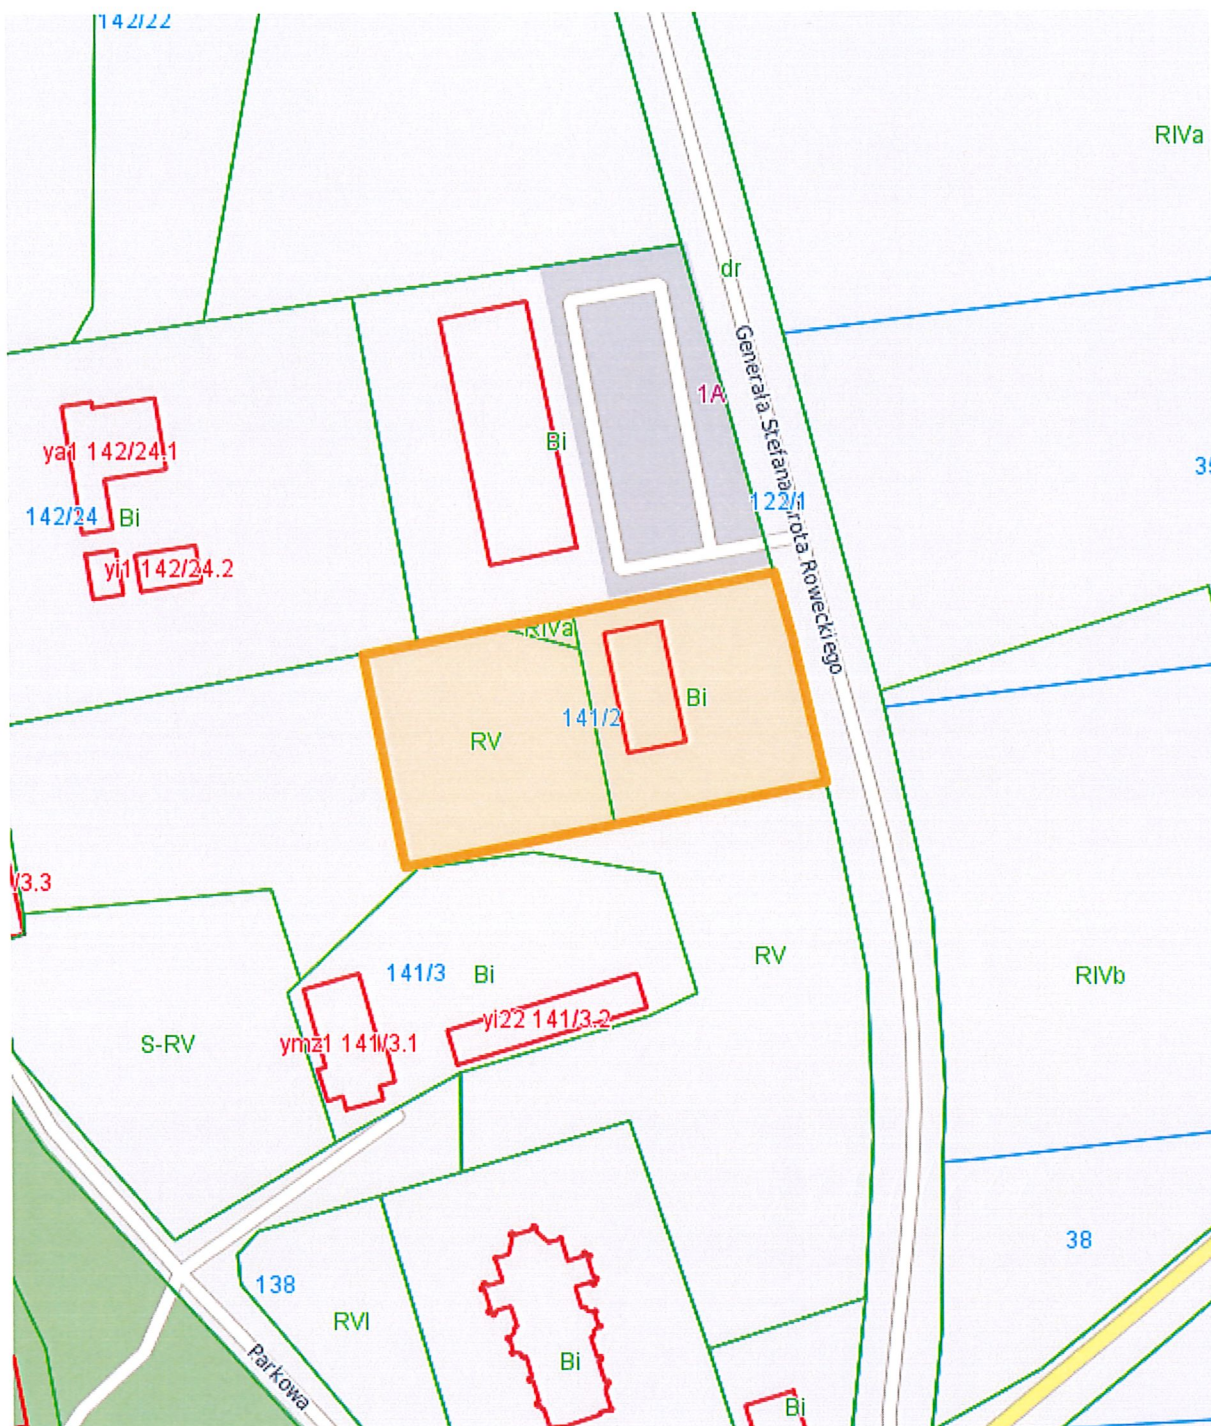 142/22
RIVa
dr
1A
Generała Stefana Grota Roweckiego
Bi
ya1 142/24.1
122/1
142/24
Bi
yi1 142/24.2
RIVa
Bi
141/2
RV
/3.3
RV
141/3
Bi
RIVb
yi22 141/3.2
ymz1 141/3.1
S-RV
38
138
RVI
Bi
Parkowa
Bi